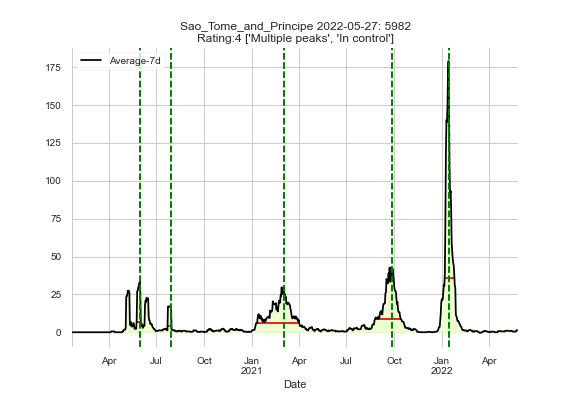 Sao_Tome_and_Principe 2022-05-27: 5982
Rating:4 ['Multiple peaks', 'In control']
Average-7d
175
150
125
100
75
50
25
0
Apr Jul Oct Jan Apr Jul Oct Jan Apr
2021 2022
Date